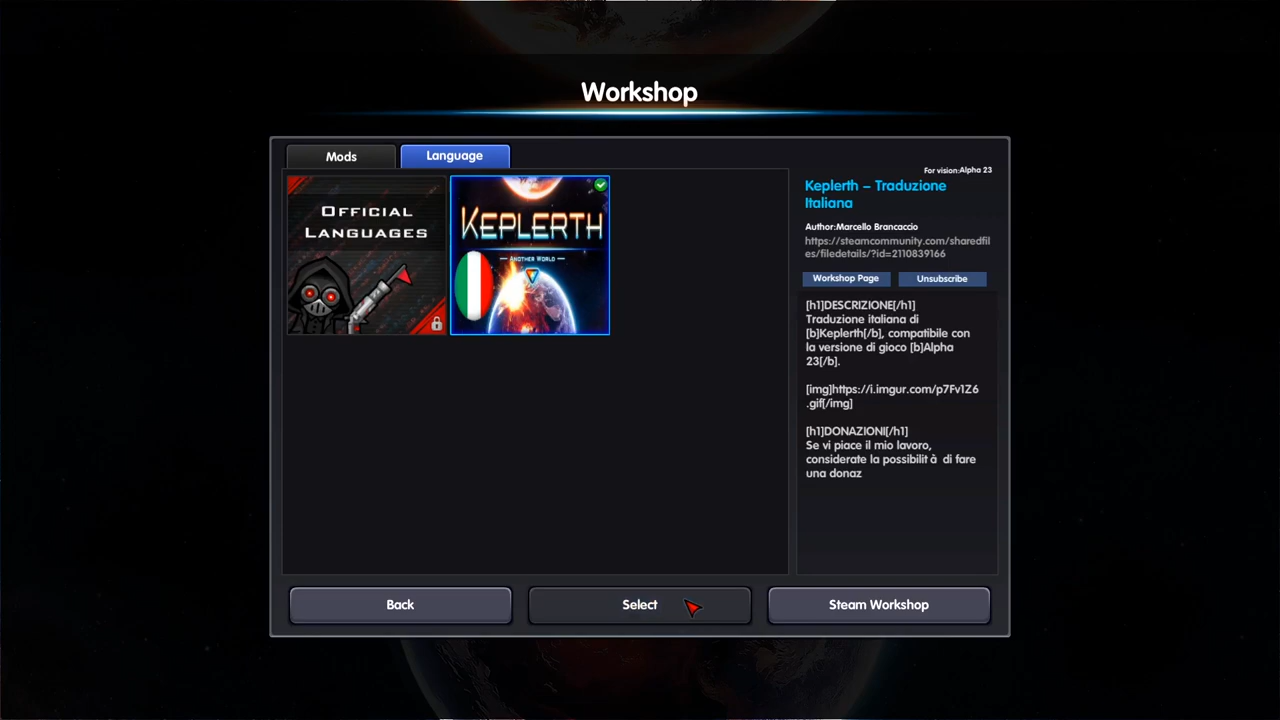 Workshop
Mods
Language
OFFICIAL
LANGUAGES
KEPLERTH
— ANOTHER WORLD —
For vision:Alpha 23
Keplerth – Traduzione
Italiana
Author:Marcello Brancaccio
https://steamcommunity.com/sharedfil
es/filedetails/?id=2110839166
Workshop Page
Unsubscribe
[h1]DESCRIZIONE[/h1]
Traduzione italiana di
[b]Keplerth[/b], compatibile con
la versione di gioco [b]Alpha
23[/b].
[img]https://i.imgur.com/p7Fv1Z6
.gif[/img]
[h1]DONAZIONI[/h1]
Se vi piace il mio lavoro,
considerate la possibilit à di fare
una donaz
Back
Select
Steam Workshop